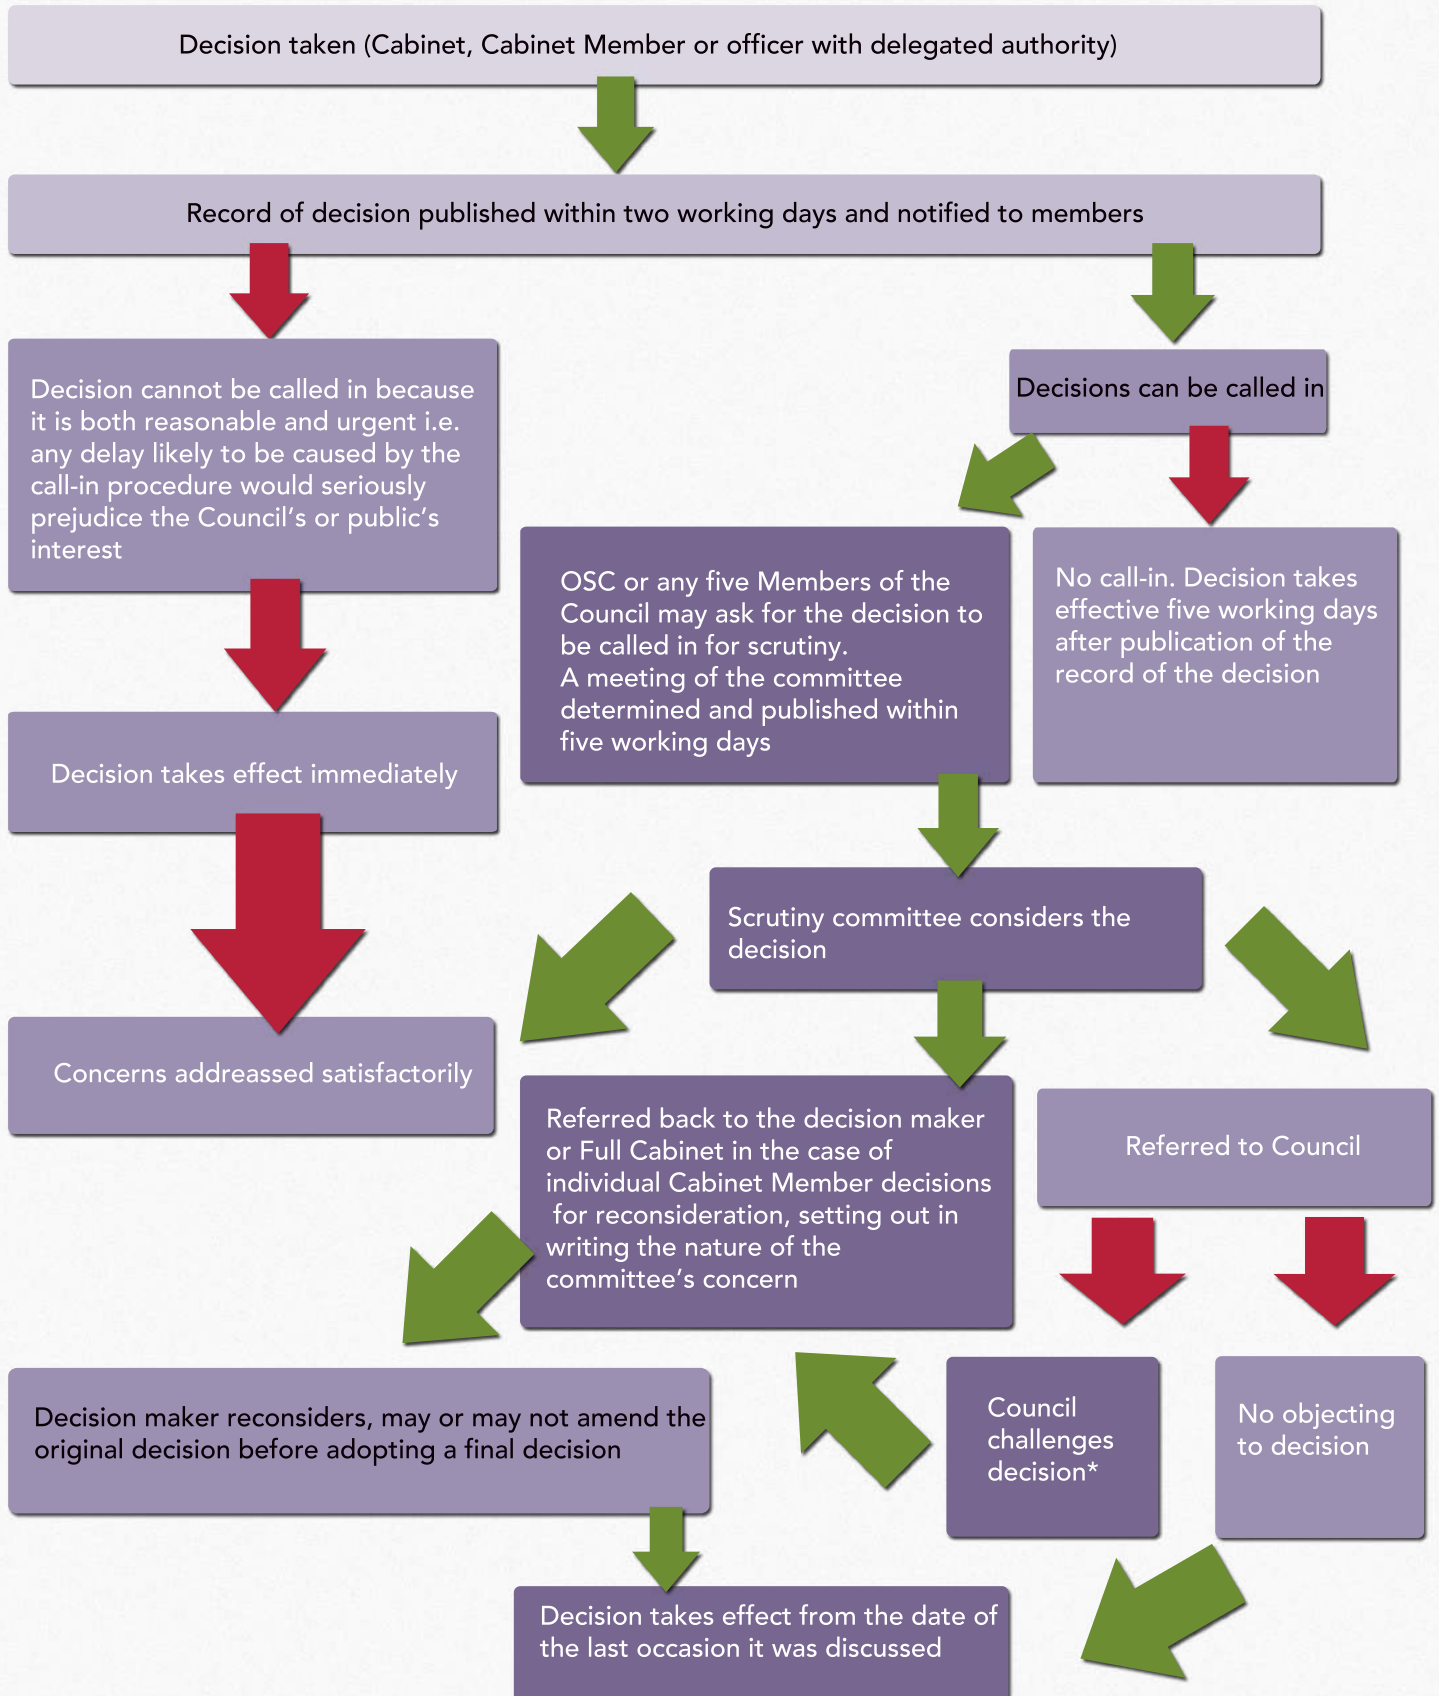 Decision taken (Cabinet, Cabinet Member or officer with delegated authority)
Record of decision published within two working days and notified to members
Decision cannot be called in because
it is both reasonable and urgent i.e.
any delay likely to be caused by the
call-in procedure would seriously
prejudice the Council’s or public’s
interest
Decisions can be called in
OSC or any five Members of the
Council may ask for the decision to
be called in for scrutiny.
A meeting of the committee
determined and published within
five working days
No call-in. Decision takes
effective five working days
after publication of the
record of the decision
Decision takes effect immediately
Scrutiny committee considers the
decision
Concerns addreassed satisfactorily
Referred back to the decision maker
or Full Cabinet in the case of
individual Cabinet Member decisions
for reconsideration, setting out in
writing the nature of the
committee’s concern
Referred to Council
Decision maker reconsiders, may or may not amend the
original decision before adopting a final decision
Council
challenges
decision*
No objecting
to decision
Decision takes effect from the date of
the last occasion it was discussed